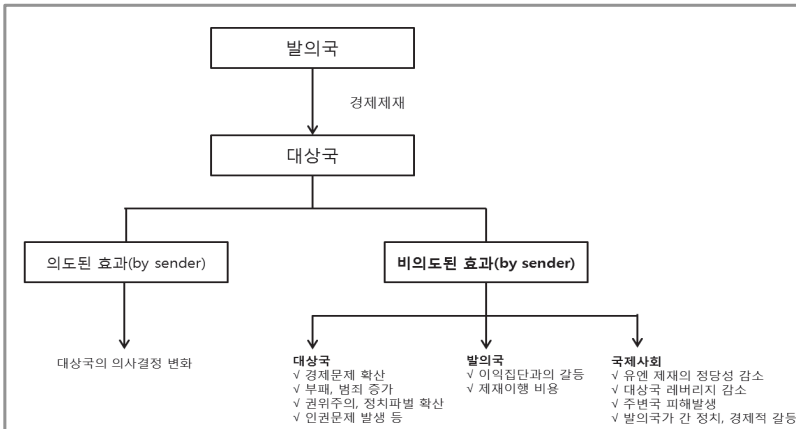 발의국
경제제재
대상국
의도된 효과(by sender)
비의도된 효과(by sender)
대상국의 의사결정 변화
대상국
√ 경제문제 확산
√ 부패, 범죄 증가
√ 권위주의, 정치파벌 확산
√ 인권문제 발생 등
발의국
√ 이익집단과의 갈등
√ 제재이행 비용
국제사회
√ 유엔 제재의 정당성 감소
√ 대상국 레버리지 감소
√ 주변국 피해발생
√ 발의국가 간 정치, 경제적 갈등